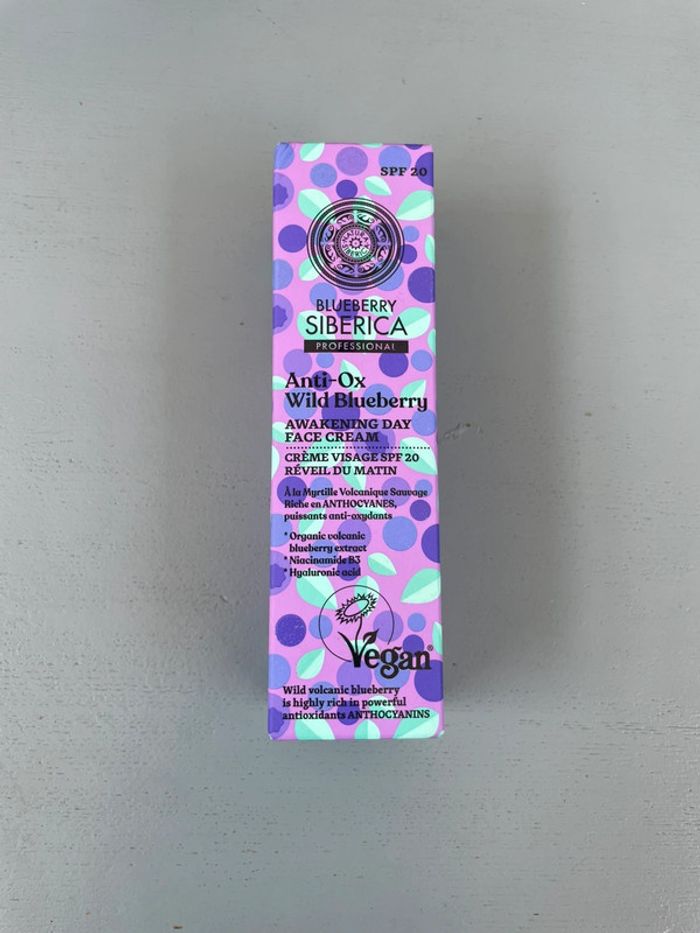 SPF 20
NATURA
SIBERICA
BLUEBERRY
SIBERICA
PROFESSIONAL
Anti-Ox
Wild Blueberry
AWAKENING DAY
FACE CREAM
CRÈME VISAGE SPF 20
RÉVEIL DU MATIN
À la Myrtille Volcanique Sauvage
Riche en ANTHOCYANES,
puissants anti-oxydants
* Organic volcanic
blueberry extract
* Niacinamide B3
* Hyaluronic acid
Vegan®
Wild volcanic blueberry
is highly rich in powerful
antioxidants ANTHOCYANINS